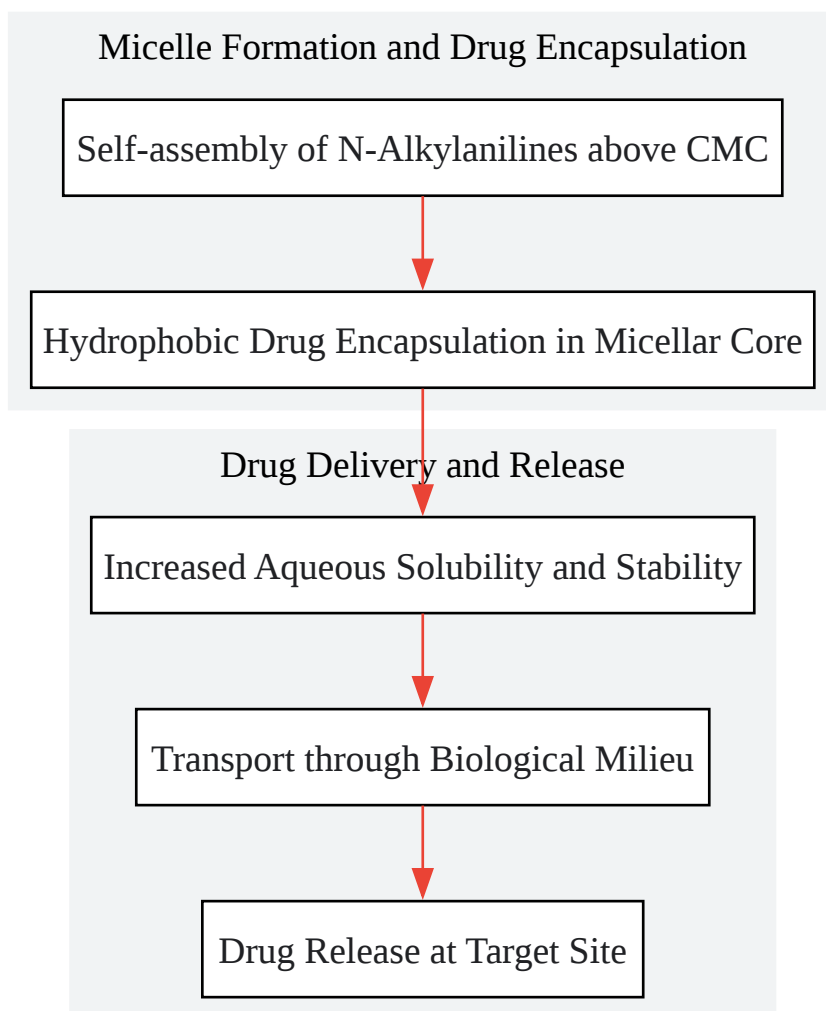 Micelle Formation and Drug Encapsulation
Self-assembly of N-Alkylanilines above CMC
Hydrophobic Drug Encapsulation in Micellar Core
Drug Delivery and Release
Increased Aqueous Solubility and Stability
Transport through Biological Milieu
Drug Release at Target Site